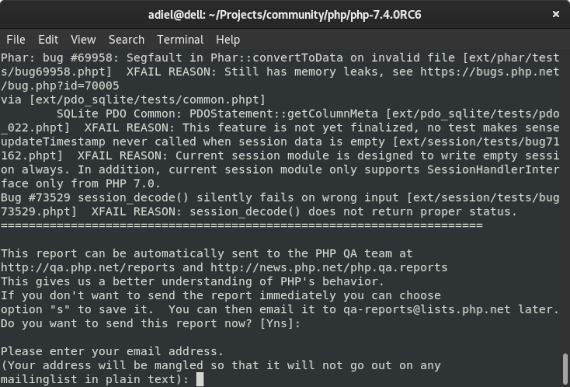 adiel@dell: ~/Projects/community/php/php-7.4.0RC6
File Edit View Search Terminal Help
Phar: bug #69958: Segfault in Phar::convertToData on invalid file [ext/phar/test
s/bug69958.phpt]  XFAIL REASON: Still has memory leaks, see https://bugs.php.net
/bug.php?id=70005
via [ext/pdo_sqlite/tests/common.phpt]
        SQLite PDO Common: PDOStatement::getColumnMeta [ext/pdo_sqlite/tests/pdo
_022.phpt]  XFAIL REASON: This feature is not yet finalized, no test makes sense
updateTimestamp never called when session data is empty [ext/session/tests/bug71
162.phpt]  XFAIL REASON: Current session module is designed to write empty sessi
on always. In addition, current session module only supports SessionHandlerInter
face only from PHP 7.0.
Bug #73529 session_decode() silently fails on wrong input [ext/session/tests/bug
73529.phpt]  XFAIL REASON: session_decode() does not return proper status.
=====================================================================
This report can be automatically sent to the PHP QA team at
http://qa.php.net/reports and http://news.php.net/php.qa.reports
This gives us a better understanding of PHP's behavior.
If you don't want to send the report immediately you can choose
option "s" to save it.  You can then email it to qa-reports@lists.php.net later.
Do you want to send this report now? [Yns]:
Please enter your email address.
(Your address will be mangled so that it will not go out on any
mailinglist in plain text):